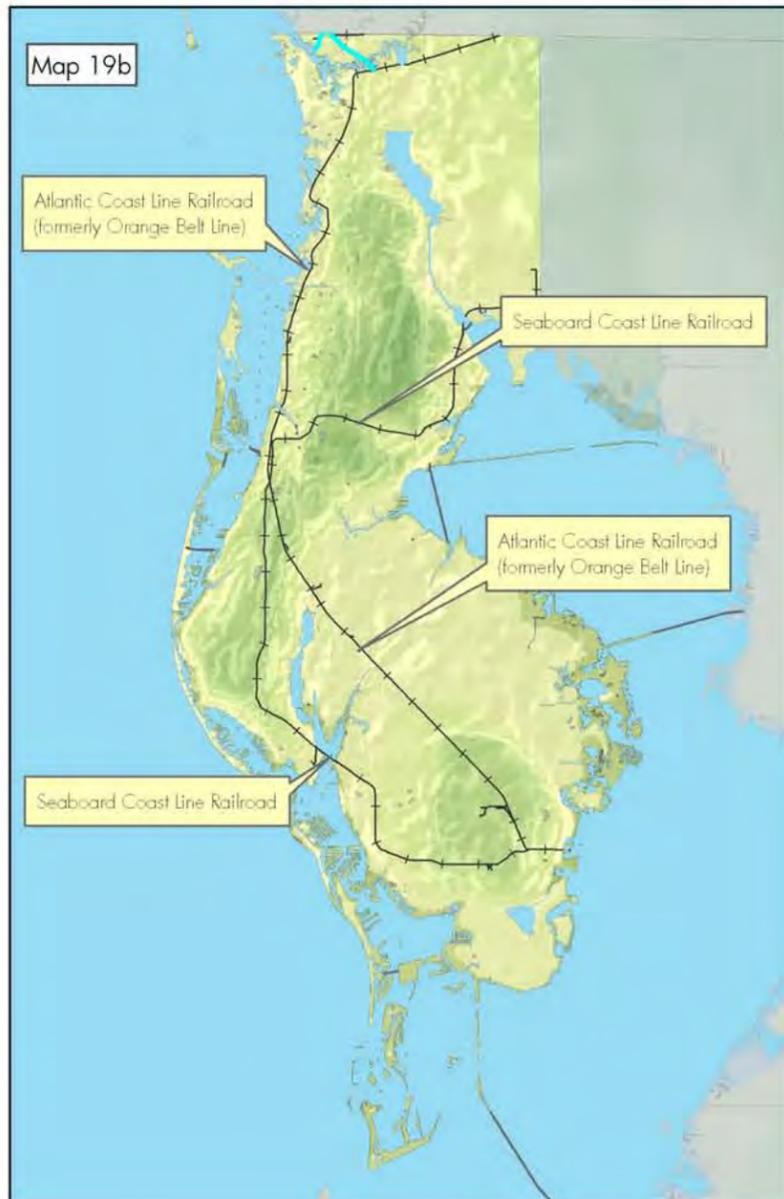 Map 19b
Atlantic Coast Line Railroad
(formerly Orange Belt Line)
Seaboard Coast Line Railroad
Atlantic Coast Line Railroad
(formerly Orange Belt Line)
Seaboard Coast Line Railroad